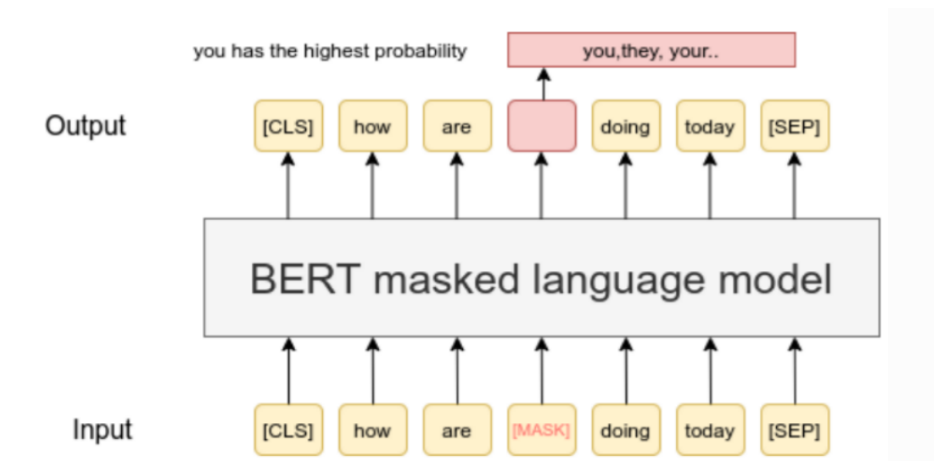 you has the highest probability you,they, your..
Output [CLS] how are doing today [SEP]
BERT masked language model
Input [CLS] how are [MASK] doing today [SEP]